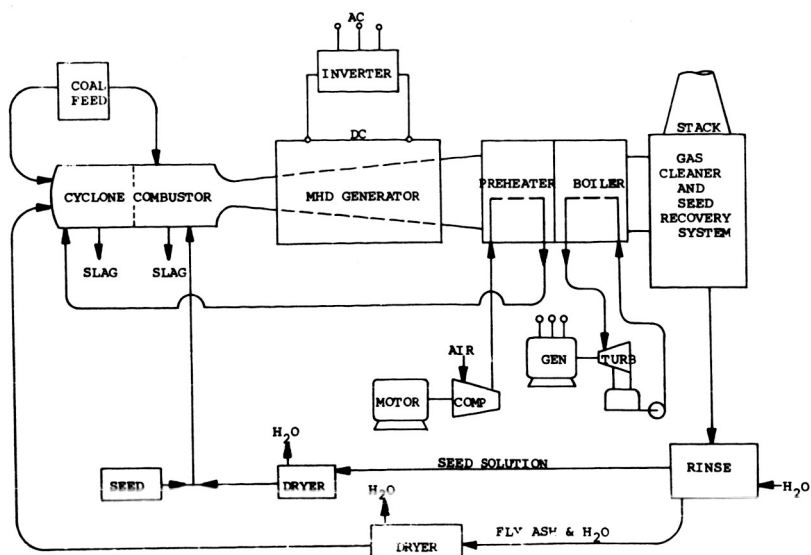 AC
INVERTER
COAL
FEED
DC
STACK
GAS
CLEANER
AND
SEED
RECOVERY
SYSTEM
CYCLONE
COMBUSTOR
MHD GENERATOR
PREHEATER
BOILER
SLAG
SLAG
AIR
GEN
TURB
MOTOR
COMP
H₂O
SEED
DRYER
SEED SOLUTION
RINSE
H₂O
H₂O
FLY ASH & H₂O
DRYER